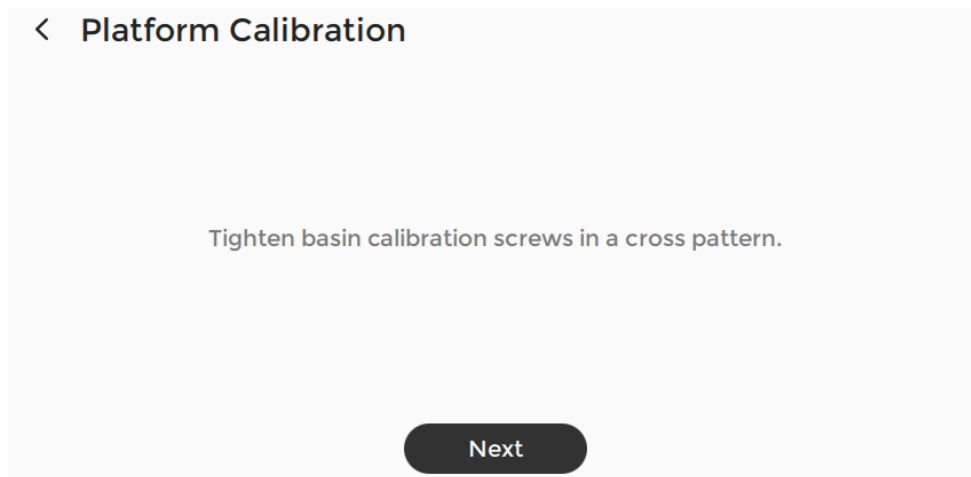 Platform Calibration
Tighten basin calibration screws in a cross pattern.
Next